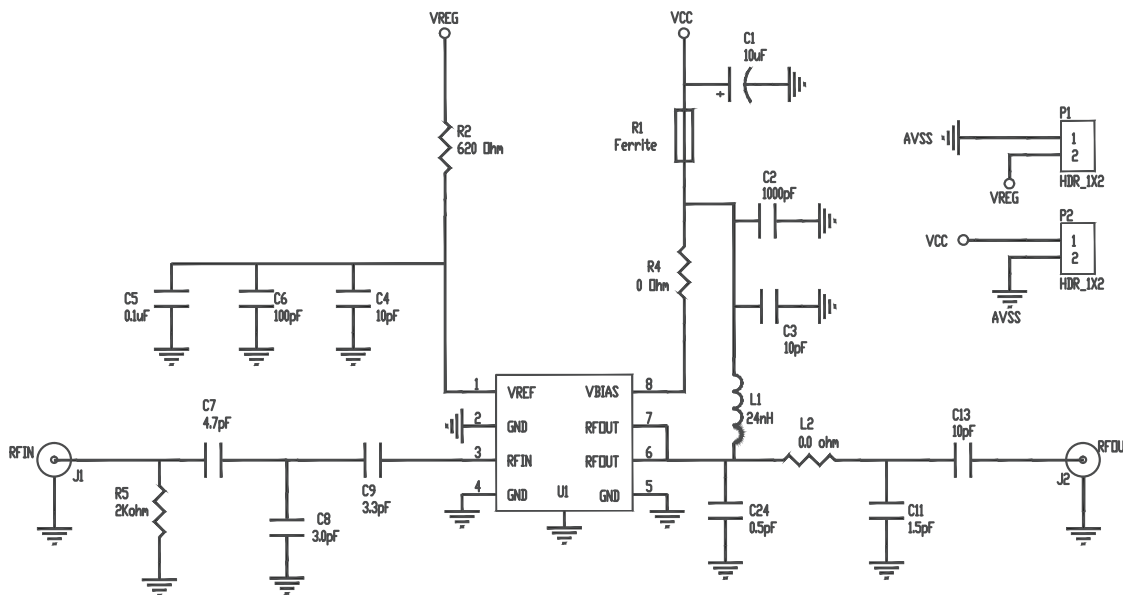 VREG
VCC
C1
10uF
+
R2
620 Ohm
R1
Ferrite
P1
AVSS
1
2
VREG
HDR_1X2
C2
1000pF
P2
VCC
1
2
HDR_1X2
AVSS
R4
0 Ohm
C5
0.1uF
C6
100pF
C4
10pF
C3
10pF
1
VREF
VBIAS
8
2
GND
RFOUT
7
3
RFIN
RFOUT
6
4
GND
GND
5
U1
L1
24nH
C7
4.7pF
L2
0.0 ohm
C13
10pF
RFIN
J1
RFOU
J2
R5
2Kohm
C8
3.0pF
C9
3.3pF
C24
0.5pF
C11
1.5pF